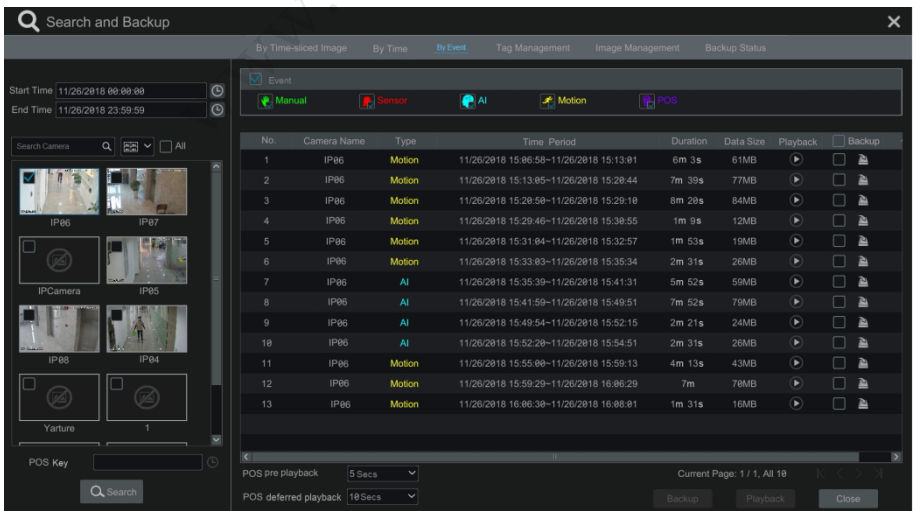 Search and Backup
By Time-sliced Image By Time By Event Tag Management Image Management Backup Status
Start Time 11/26/2018 00:00:00
End Time 11/26/2018 23:59:59
Search Camera All
IP06 IP07
IPCamera IP05
IP08 IP04
Yarture 1
POS Key
Search
Event
Manual Sensor AI Motion POS
No. Camera Name Type Time Period Duration Data Size Playback Backup
1 IP06 Motion 11/26/2018 15:06:58~11/26/2018 15:13:01 6m 3s 61MB
2 IP06 Motion 11/26/2018 15:13:05~11/26/2018 15:20:44 7m 39s 77MB
3 IP06 Motion 11/26/2018 15:20:50~11/26/2018 15:29:10 8m 20s 84MB
4 IP06 Motion 11/26/2018 15:29:46~11/26/2018 15:30:55 1m 9s 12MB
5 IP06 Motion 11/26/2018 15:31:04~11/26/2018 15:32:57 1m 53s 19MB
6 IP06 Motion 11/26/2018 15:33:03~11/26/2018 15:35:34 2m 31s 26MB
7 IP06 AI 11/26/2018 15:35:39~11/26/2018 15:41:31 5m 52s 59MB
8 IP06 AI 11/26/2018 15:41:59~11/26/2018 15:49:51 7m 52s 79MB
9 IP06 AI 11/26/2018 15:49:54~11/26/2018 15:52:15 2m 21s 24MB
10 IP06 AI 11/26/2018 15:52:20~11/26/2018 15:54:51 2m 31s 26MB
11 IP06 Motion 11/26/2018 15:55:00~11/26/2018 15:59:13 4m 13s 43MB
12 IP06 Motion 11/26/2018 15:59:29~11/26/2018 16:06:29 7m 70MB
13 IP06 Motion 11/26/2018 16:06:30~11/26/2018 16:08:01 1m 31s 16MB
POS pre playback 5 Secs
Current Page: 1 / 1, All 10
POS deferred playback 10 Secs
Backup Playback Close